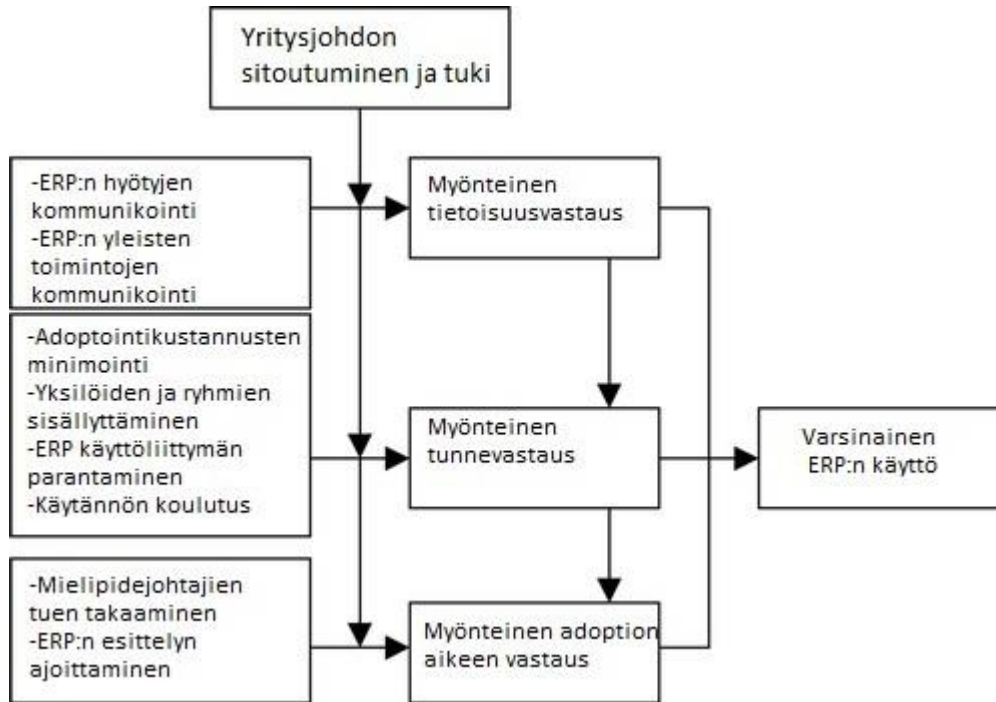 Yritysjohdon
sitoutuminen ja tuki
-ERP:n hyötyjen
kommunikointi
-ERP:n yleisten
toimintojen
kommunikointi
Myönteinen
tietoisuusvastaus
-Adoptointikustannusten
minimointi
-Yksilöiden ja ryhmien
sisällyttäminen
-ERP käyttöliittymän
parantaminen
-Käytännön koulutus
Myönteinen
tunnevastaus
Varsinainen
ERP:n käyttö
-Mielipidejohtajien
tuen takaaminen
-ERP:n esittelyn
ajoittaminen
Myönteinen adoption
aikeen vastaus